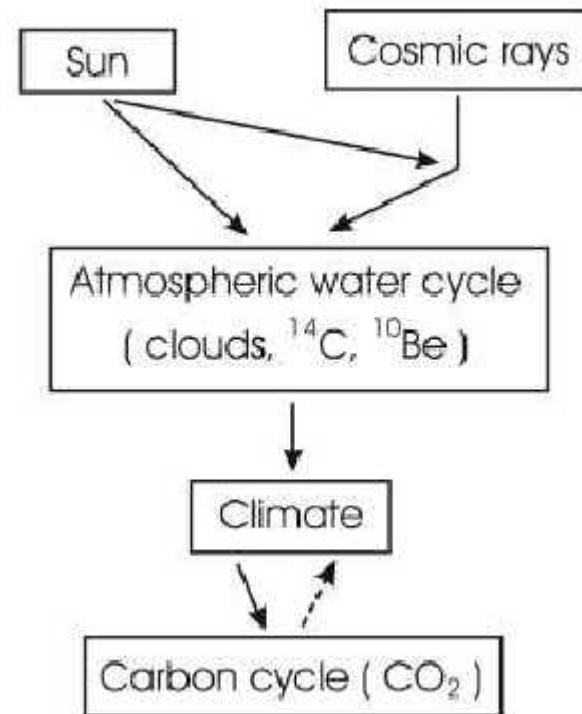 Sun
Cosmic rays
Atmospheric water cycle
( clouds, ¹⁴C, ¹⁰Be )
Climate
Carbon cycle ( CO₂ )